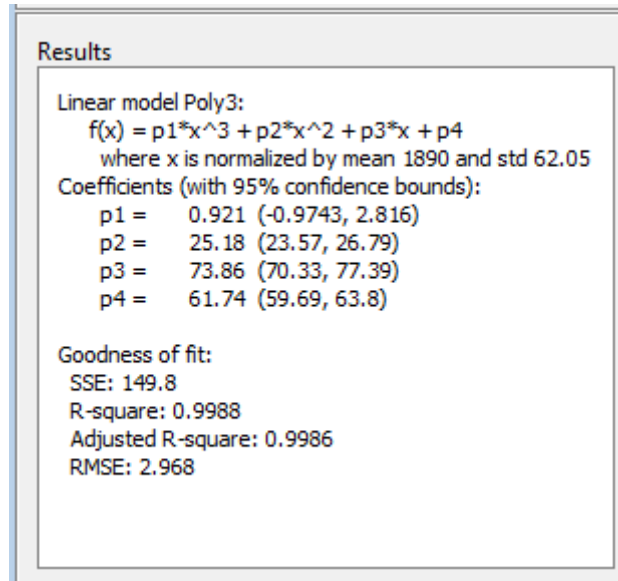 Results
Linear model Poly3:
f(x) = p1*x^3 + p2*x^2 + p3*x + p4
where x is normalized by mean 1890 and std 62.05
Coefficients (with 95% confidence bounds):
p1 = 0.921 (-0.9743, 2.816)
p2 = 25.18 (23.57, 26.79)
p3 = 73.86 (70.33, 77.39)
p4 = 61.74 (59.69, 63.8)
Goodness of fit:
SSE: 149.8
R-square: 0.9988
Adjusted R-square: 0.9986
RMSE: 2.968